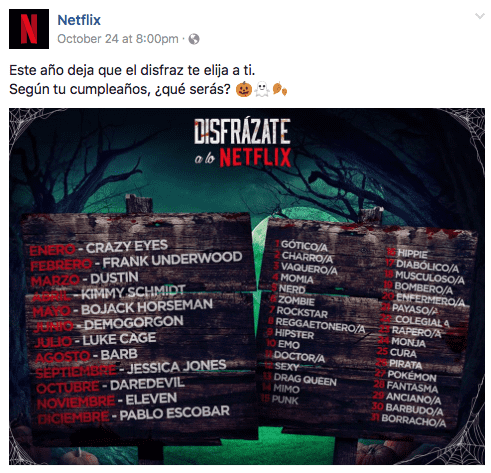 Netflix
October 24 at 8:00pm
Este año deja que el disfraz te elija a ti.
Según tu cumpleaños, ¿qué serás?
DISFRÁZATE
a lo NETFLIX
ENERO - CRAZY EYES
FEBRERO - FRANK UNDERWOOD
MARZO - DUSTIN
ABRIL - KIMMY SCHMIDT
MAYO - BOJACK HORSEMAN
JUNIO - DEMOGORGON
JULIO - LUKE CAGE
AGOSTO - BARB
SEPTIEMBRE - JESSICA JONES
OCTUBRE - DAREDEVIL
NOVIEMBRE - ELEVEN
DICIEMBRE - PABLO ESCOBAR
1 GÓTICO/A
2 CHARRO/A
3 VAQUERO/A
4 MOMIA
5 NERD
6 ZOMBIE
7 ROCKSTAR
8 REGGAETONERO/A
9 HIPSTER
10 EMO
11 DOCTOR/A
12 SEXY
13 DRAG QUEEN
14 MIMO
15 PUNK
16 HIPPIE
17 DIABÓLICO/A
18 MUSCULOSO/A
19 BOMBERO/A
20 ENFERMERO/A
21 PAYASO/A
22 COLEGIAL
23 RAPERO/A
24 MONJA
25 CURA
26 PIRATA
27 POKÉMON
28 FANTASMA
29 ANCIANO/A
30 BARBUDO/A
31 BORRACHO/A